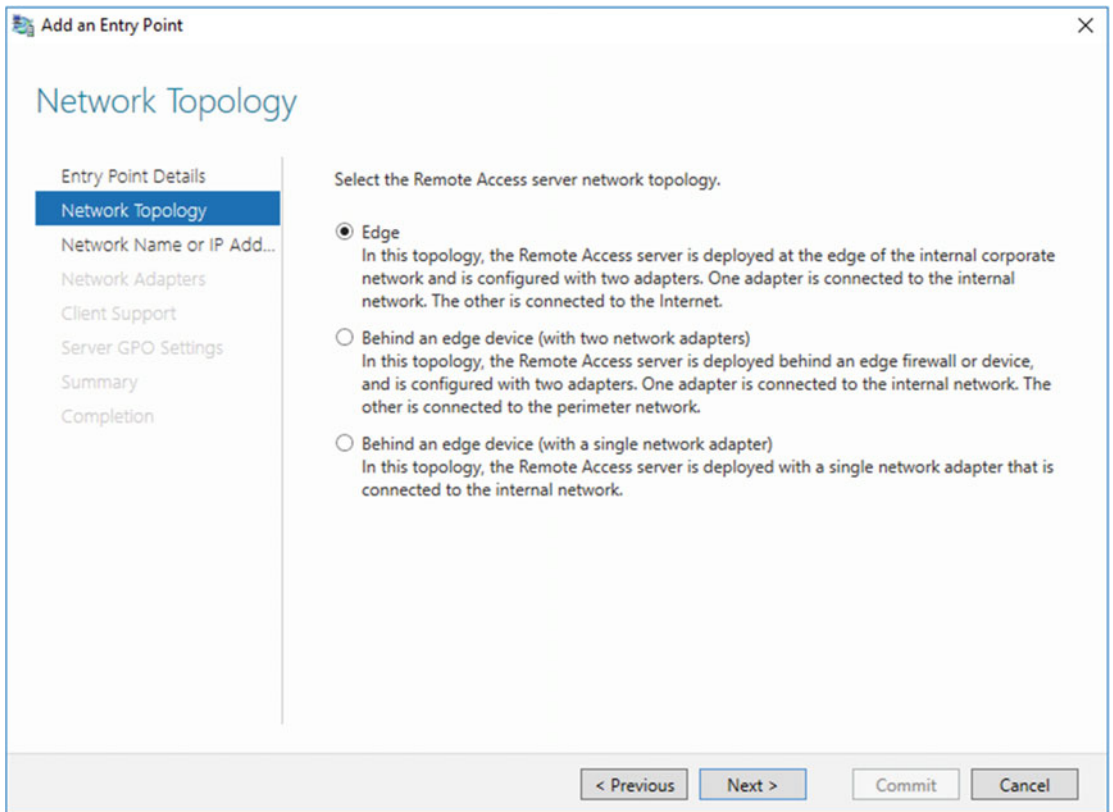 Add an Entry Point
Network Topology
Entry Point Details
Network Topology
Network Name or IP Add...
Network Adapters
Client Support
Server GPO Settings
Summary
Completion
Select the Remote Access server network topology.
Edge
In this topology, the Remote Access server is deployed at the edge of the internal corporate
network and is configured with two adapters. One adapter is connected to the internal
network. The other is connected to the Internet.
Behind an edge device (with two network adapters)
In this topology, the Remote Access server is deployed behind an edge firewall or device,
and is configured with two adapters. One adapter is connected to the internal network. The
other is connected to the perimeter network.
Behind an edge device (with a single network adapter)
In this topology, the Remote Access server is deployed with a single network adapter that is
connected to the internal network.
< Previous
Next >
Commit
Cancel